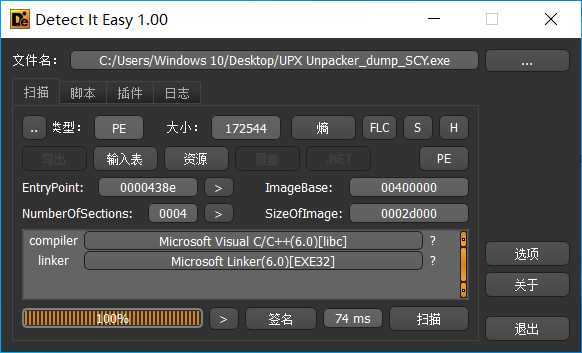 Detect It Easy 1.00
文件名: C:/Users/Windows 10/Desktop/UPX Unpacker_dump_SCY.exe ...
扫描 脚本 插件 日志
.. 类型: PE 大小: 172544 熵 FLC S H
导出 输入表 资源 覆盖 .NET PE
EntryPoint: 0000438e > ImageBase: 00400000
NumberOfSections: 0004 > SizeOfImage: 0002d000
compiler Microsoft Visual C/C++(6.0)[libc] ?
linker Microsoft Linker(6.0)[EXE32] ?
选项
关于
100% > 签名 74 ms 扫描
退出